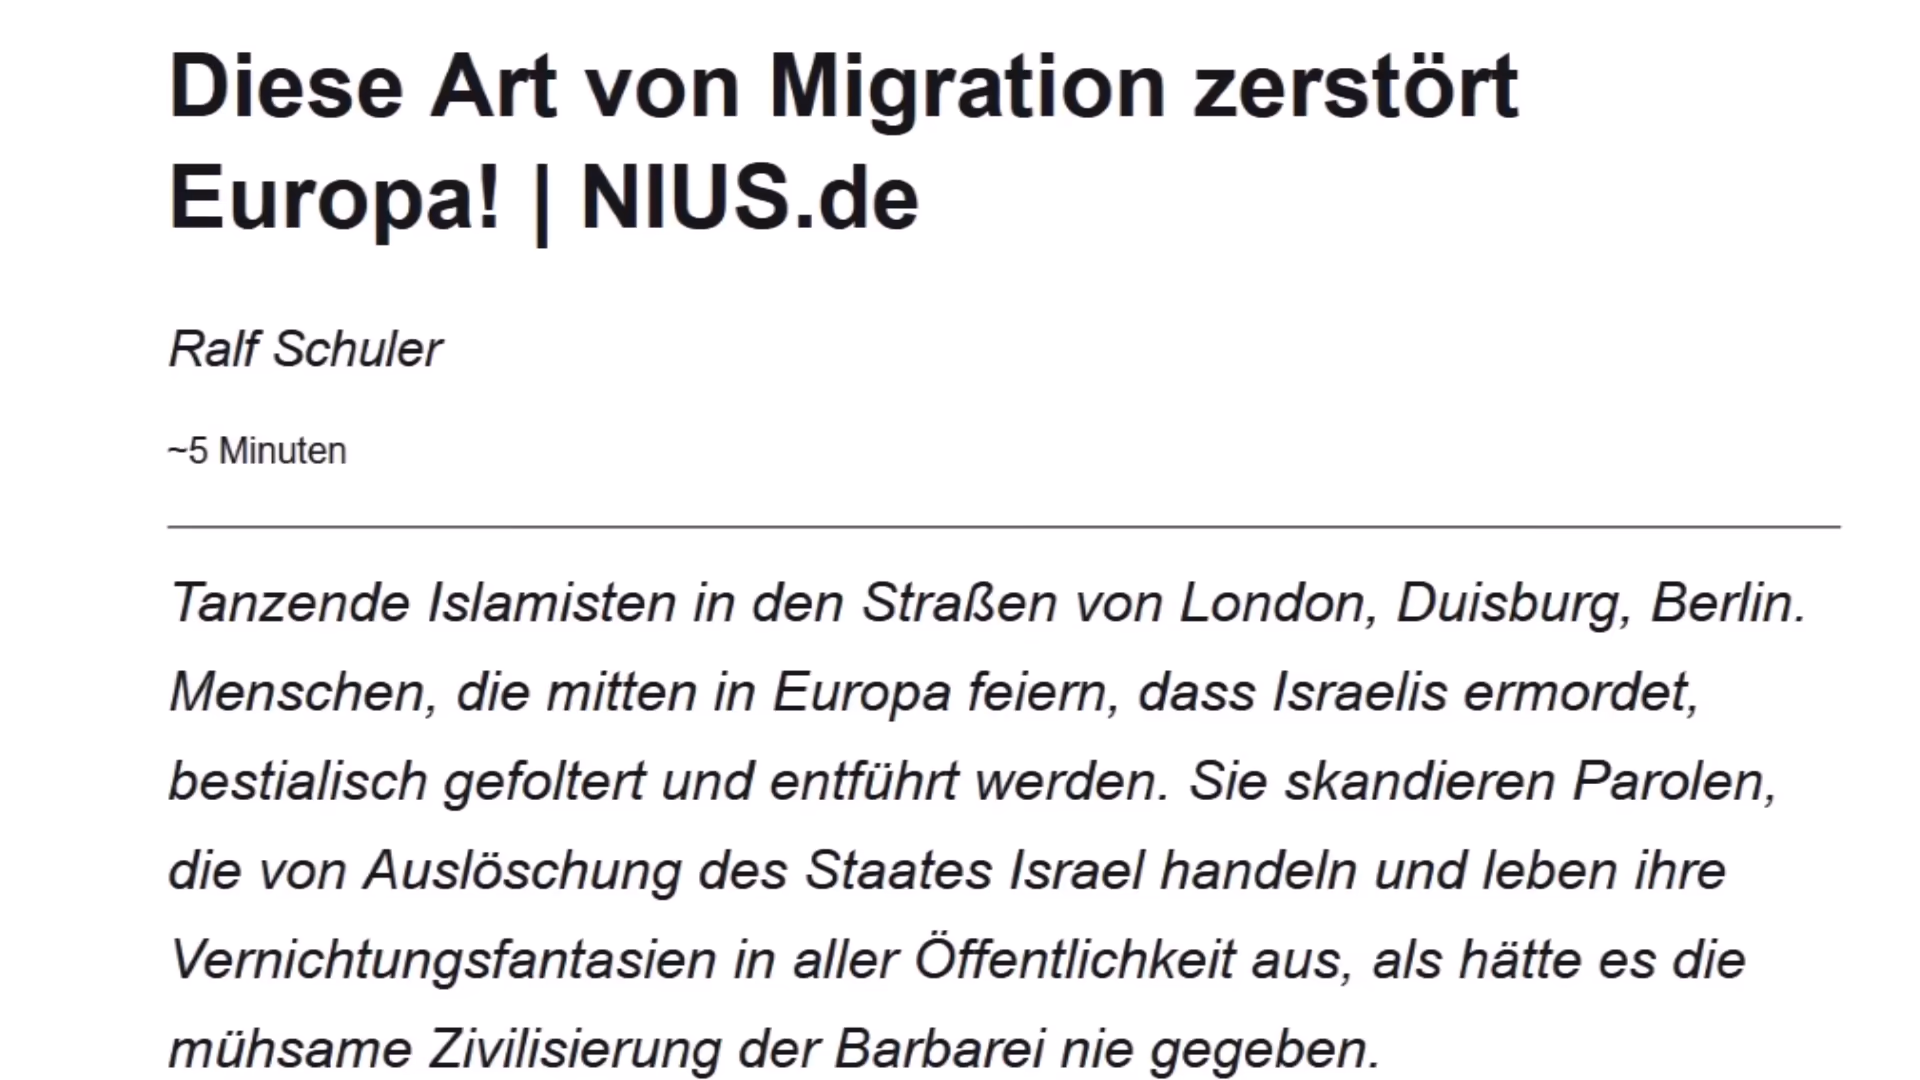 Diese Art von Migration zerstört
Europa! | NIUS.de
Ralf Schuler
~5 Minuten
Tanzende Islamisten in den Straßen von London, Duisburg, Berlin.
Menschen, die mitten in Europa feiern, dass Israelis ermordet,
bestialisch gefoltert und entführt werden. Sie skandieren Parolen,
die von Auslöschung des Staates Israel handeln und leben ihre
Vernichtungsfantasien in aller Öffentlichkeit aus, als hätte es die
mühsame Zivilisierung der Barbarei nie gegeben.